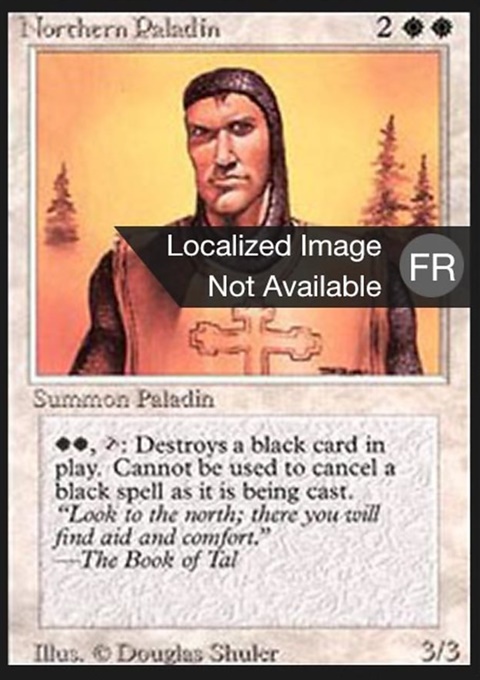 Northern Paladin 2
Localized Image
Not Available
FR
Summon Paladin
: Destroys a black card in
play. Cannot be used to cancel a
black spell as it is being cast.
“Look to the north; there you will
find aid and comfort.”
—The Book of Tal
Illus. © Douglas Shuler 3/3